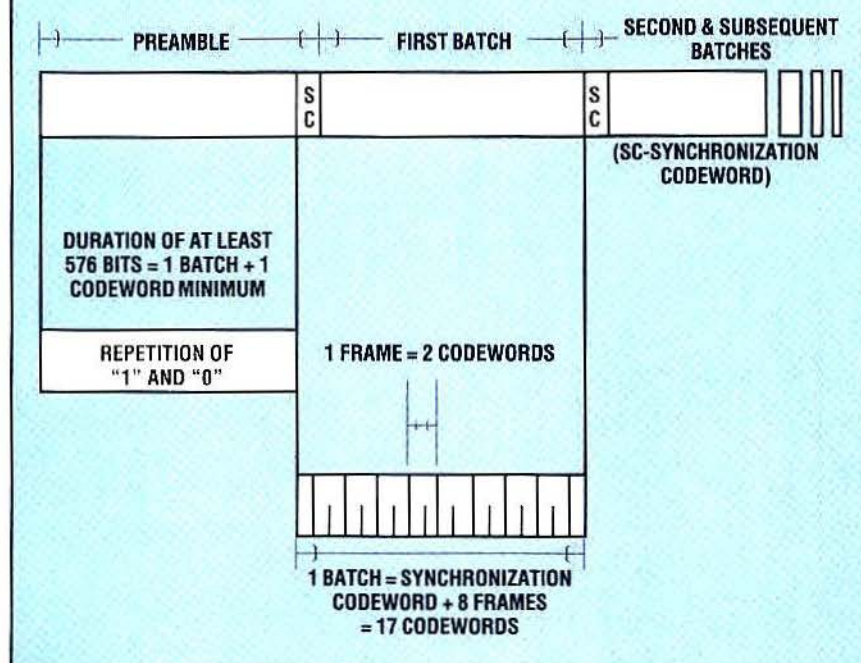 PREAMBLE
FIRST BATCH
SECOND & SUBSEQUENT
BATCHES
S
C
S
C
(SC-SYNCHRONIZATION
CODEWORD)
DURATION OF AT LEAST
576 BITS = 1 BATCH + 1
CODEWORD MINIMUM
REPETITION OF
"1" AND "0"
1 FRAME = 2 CODEWORDS
1 BATCH = SYNCHRONIZATION
CODEWORD + 8 FRAMES
= 17 CODEWORDS